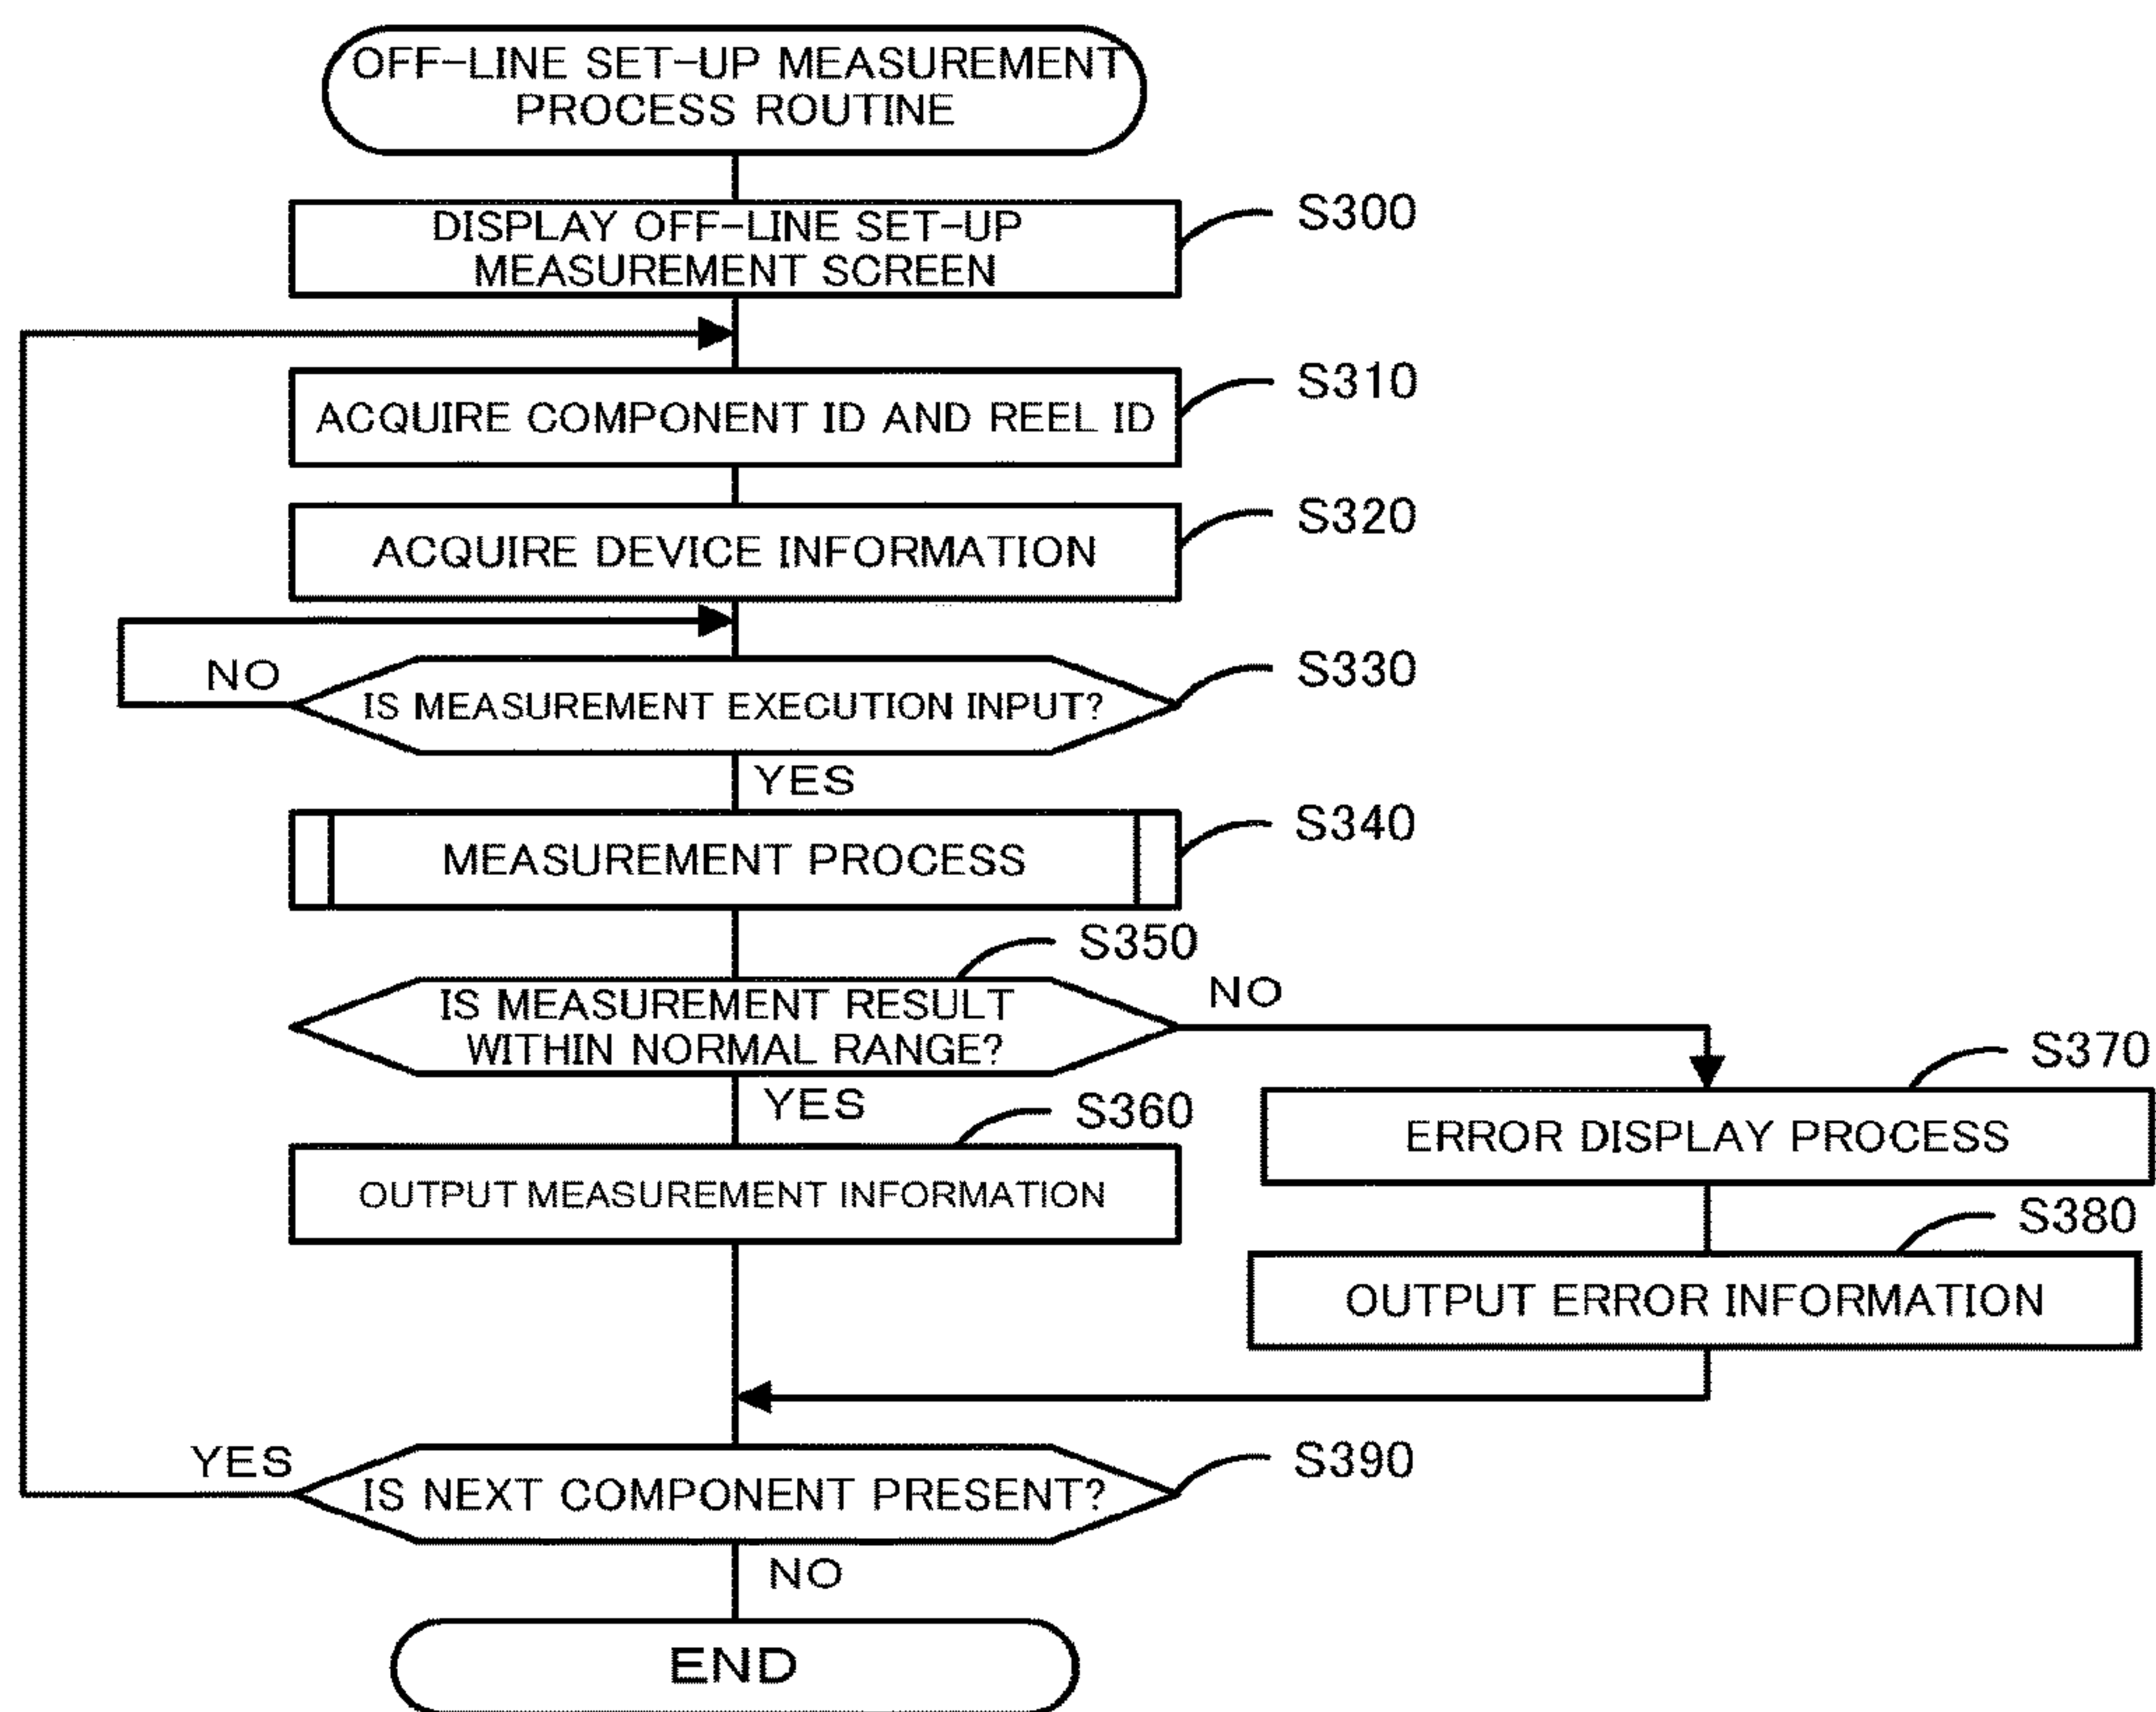 OFF-LINE SET-UP MEASUREMENT
PROCESS ROUTINE
DISPLAY OFF-LINE SET-UP
MEASUREMENT SCREEN
S300
ACQUIRE COMPONENT ID AND REEL ID
S310
ACQUIRE DEVICE INFORMATION
S320
NO
IS MEASUREMENT EXECUTION INPUT?
S330
YES
MEASUREMENT PROCESS
S340
S350
IS MEASUREMENT RESULT
WITHIN NORMAL RANGE?
NO
YES
S360
OUTPUT MEASUREMENT INFORMATION
S370
ERROR DISPLAY PROCESS
S380
OUTPUT ERROR INFORMATION
YES
IS NEXT COMPONENT PRESENT?
S390
NO
END